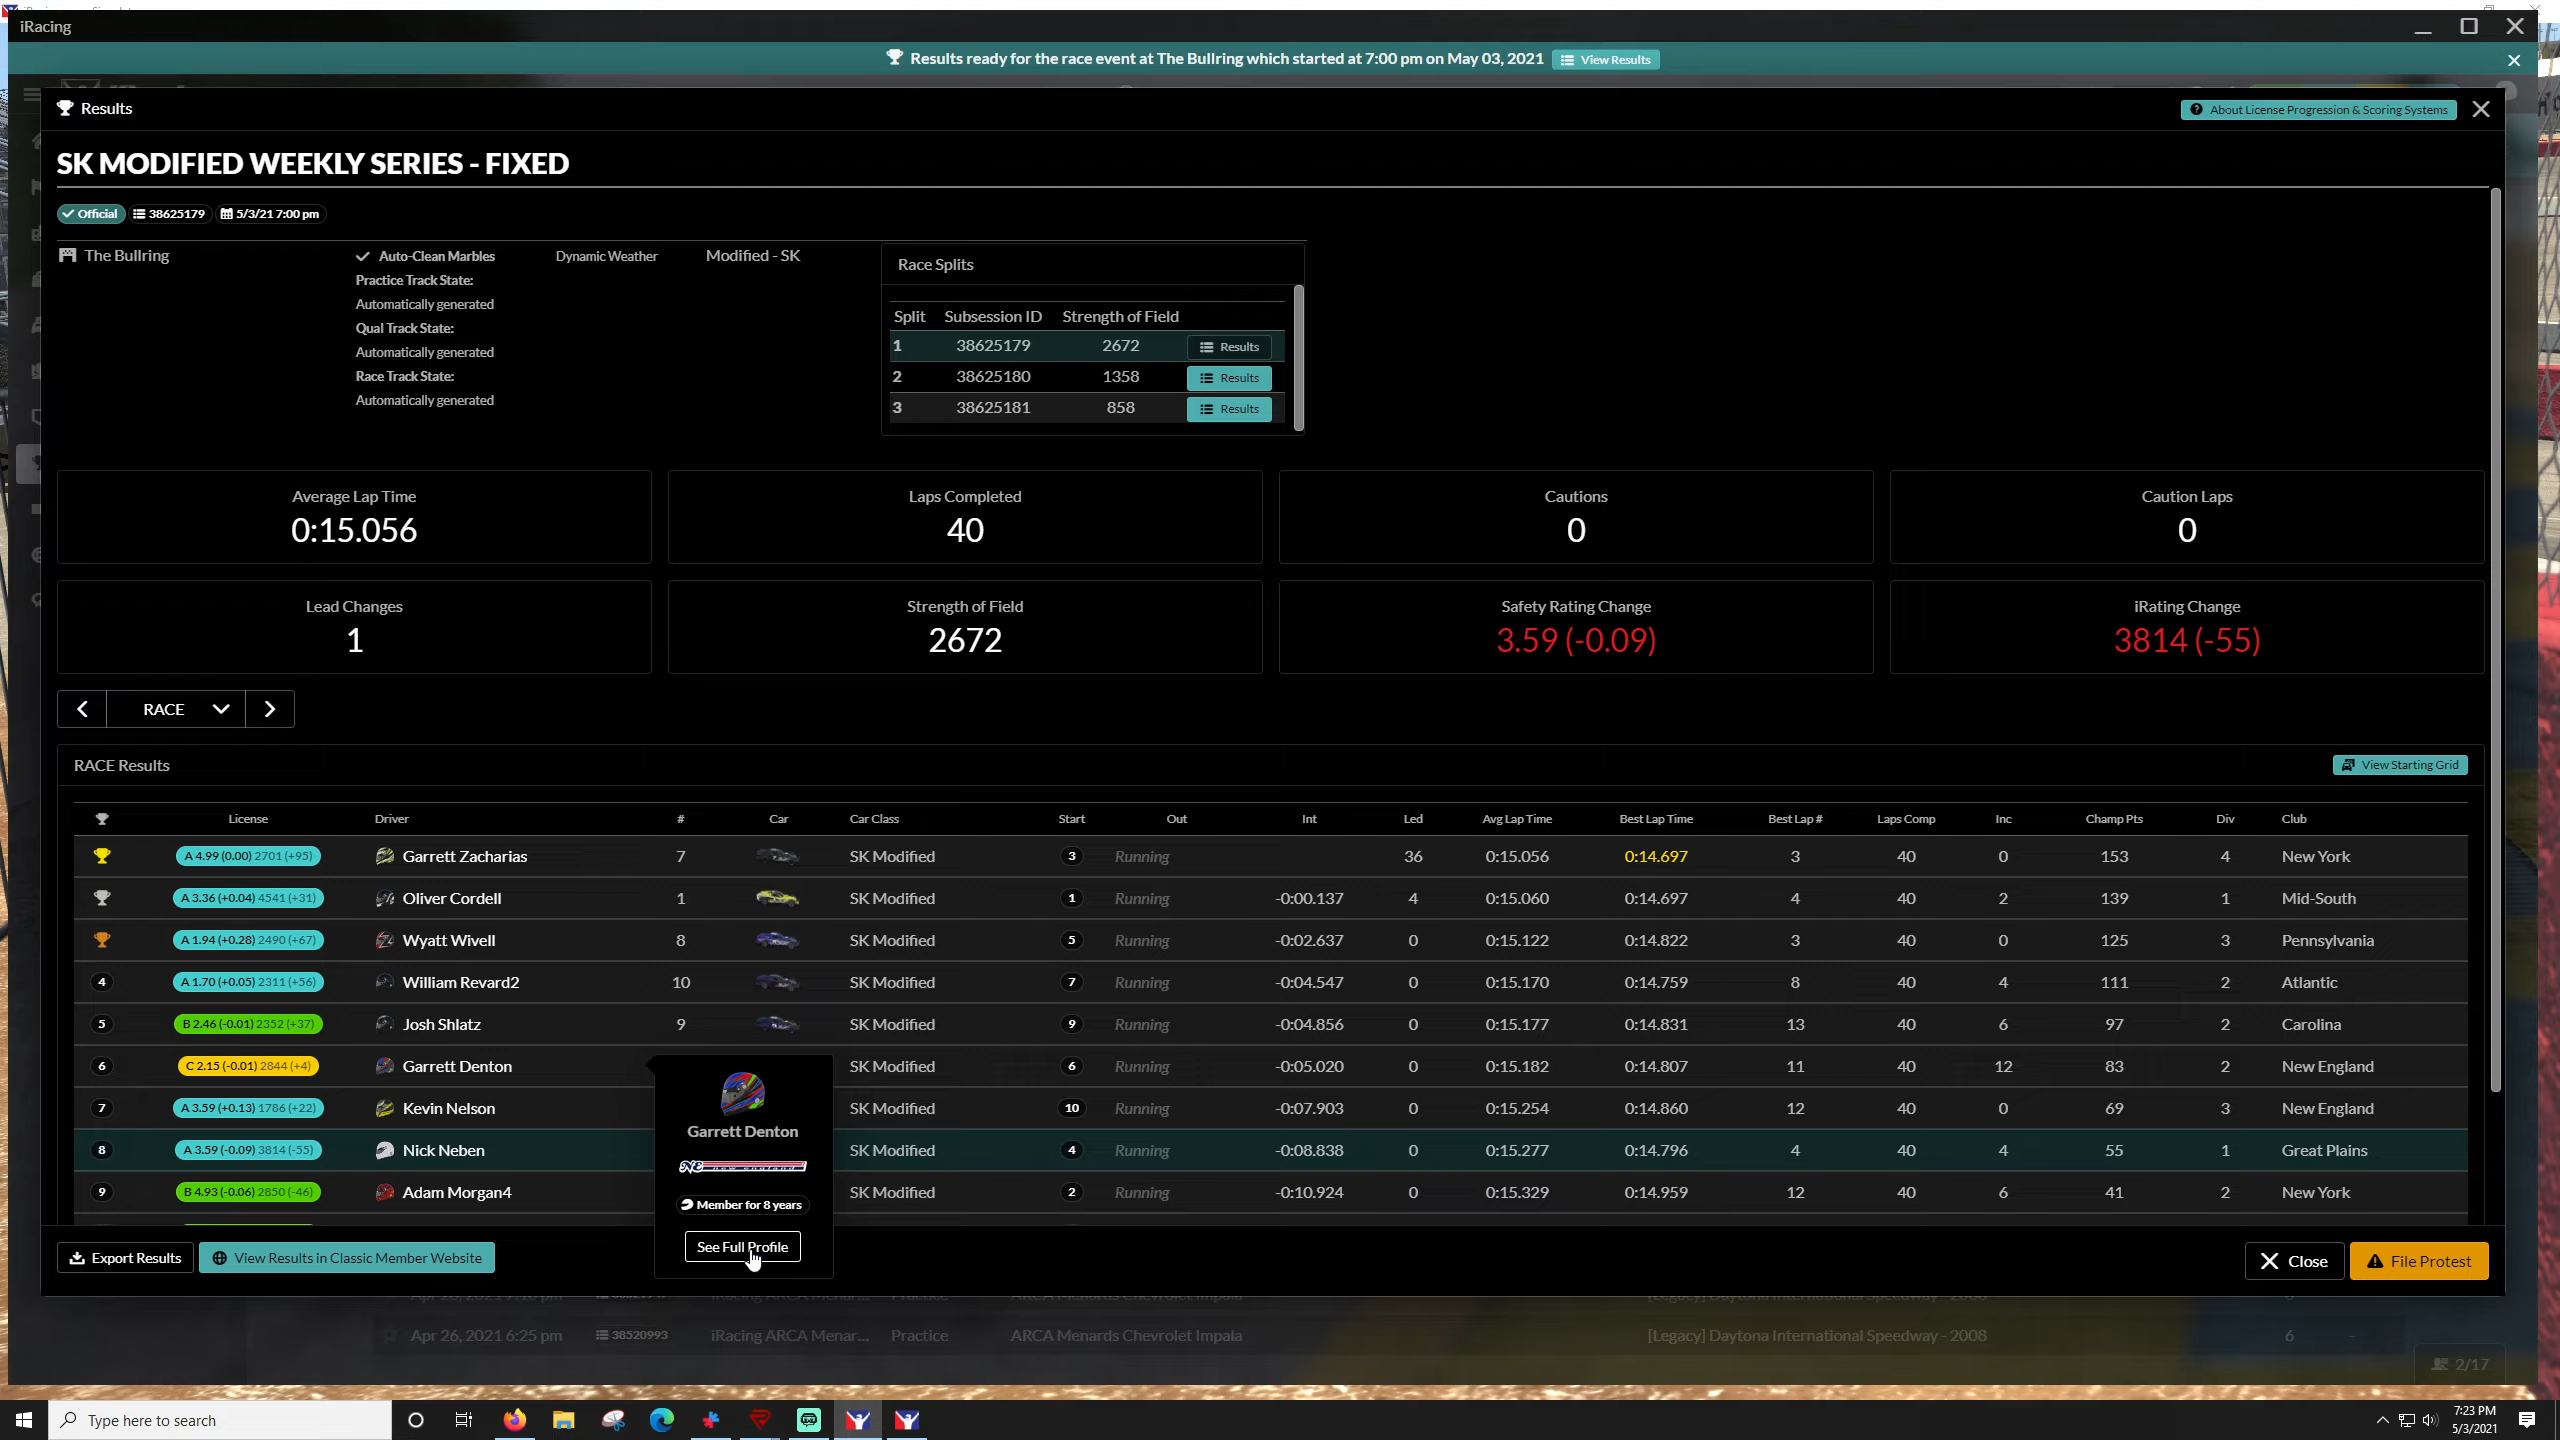 iRacing
Results ready for the race event at The Bullring which started at 7:00 pm on May 03, 2021 View Results
Results
About License Progression & Scoring Systems
SK MODIFIED WEEKLY SERIES - FIXED
Official 38625179 5/3/21 7:00 pm
The Bullring
Auto-Clean Marbles
Practice Track State:
Automatically generated
Qual Track State:
Automatically generated
Race Track State:
Automatically generated
Dynamic Weather
Modified - SK
Race Splits
Split Subsession ID Strength of Field
1 38625179 2672 Results
2 38625180 1358 Results
3 38625181 858 Results
Average Lap Time
0:15.056
Laps Completed
40
Cautions
0
Caution Laps
0
Lead Changes
1
Strength of Field
2672
Safety Rating Change
3.59 (-0.09)
iRating Change
3814 (-55)
RACE
RACE Results
View Starting Grid
License Driver # Car Car Class Start Out Int Led Avg Lap Time Best Lap Time Best Lap # Laps Comp Inc Champ Pts Div Club
A 4.99 (0.00) 2701 (+95) Garrett Zacharias 7 SK Modified 3 Running 36 0:15.056 0:14.697 3 40 0 153 4 New York
A 3.36 (+0.04) 4541 (+31) Oliver Cordell 1 SK Modified 1 Running -0:00.137 4 0:15.060 0:14.697 4 40 2 139 1 Mid-South
A 1.94 (+0.28) 2490 (+67) Wyatt Wivell 8 SK Modified 5 Running -0:02.637 0 0:15.122 0:14.822 3 40 0 125 3 Pennsylvania
4 A 1.70 (+0.05) 2311 (+56) William Revard2 10 SK Modified 7 Running -0:04.547 0 0:15.170 0:14.759 8 40 4 111 2 Atlantic
5 B 2.46 (-0.01) 2352 (+37) Josh Shlatz 9 SK Modified 9 Running -0:04.856 0 0:15.177 0:14.831 13 40 6 97 2 Carolina
6 C 2.15 (-0.01) 2844 (+4) Garrett Denton SK Modified 6 Running -0:05.020 0 0:15.182 0:14.807 11 40 12 83 2 New England
7 A 3.59 (+0.13) 1786 (+22) Kevin Nelson SK Modified 10 Running -0:07.903 0 0:15.254 0:14.860 12 40 0 69 3 New England
8 A 3.59 (-0.09) 3814 (-55) Nick Neben SK Modified 4 Running -0:08.838 0 0:15.277 0:14.796 4 40 4 55 1 Great Plains
9 B 4.93 (-0.06) 2850 (-46) Adam Morgan4 SK Modified 2 Running -0:10.924 0 0:15.329 0:14.959 12 40 6 41 2 New York
Garrett Denton
NE new england
Member for 8 years
See Full Profile
Export Results View Results in Classic Member Website Close File Protest
Apr 26, 2021 6:25 pm 38520993 iRacing ARCA Menar... Practice ARCA Menards Chevrolet Impala [Legacy] Daytona International Speedway - 2008 6 -
2/17
Type here to search
7:23 PM
5/3/2021